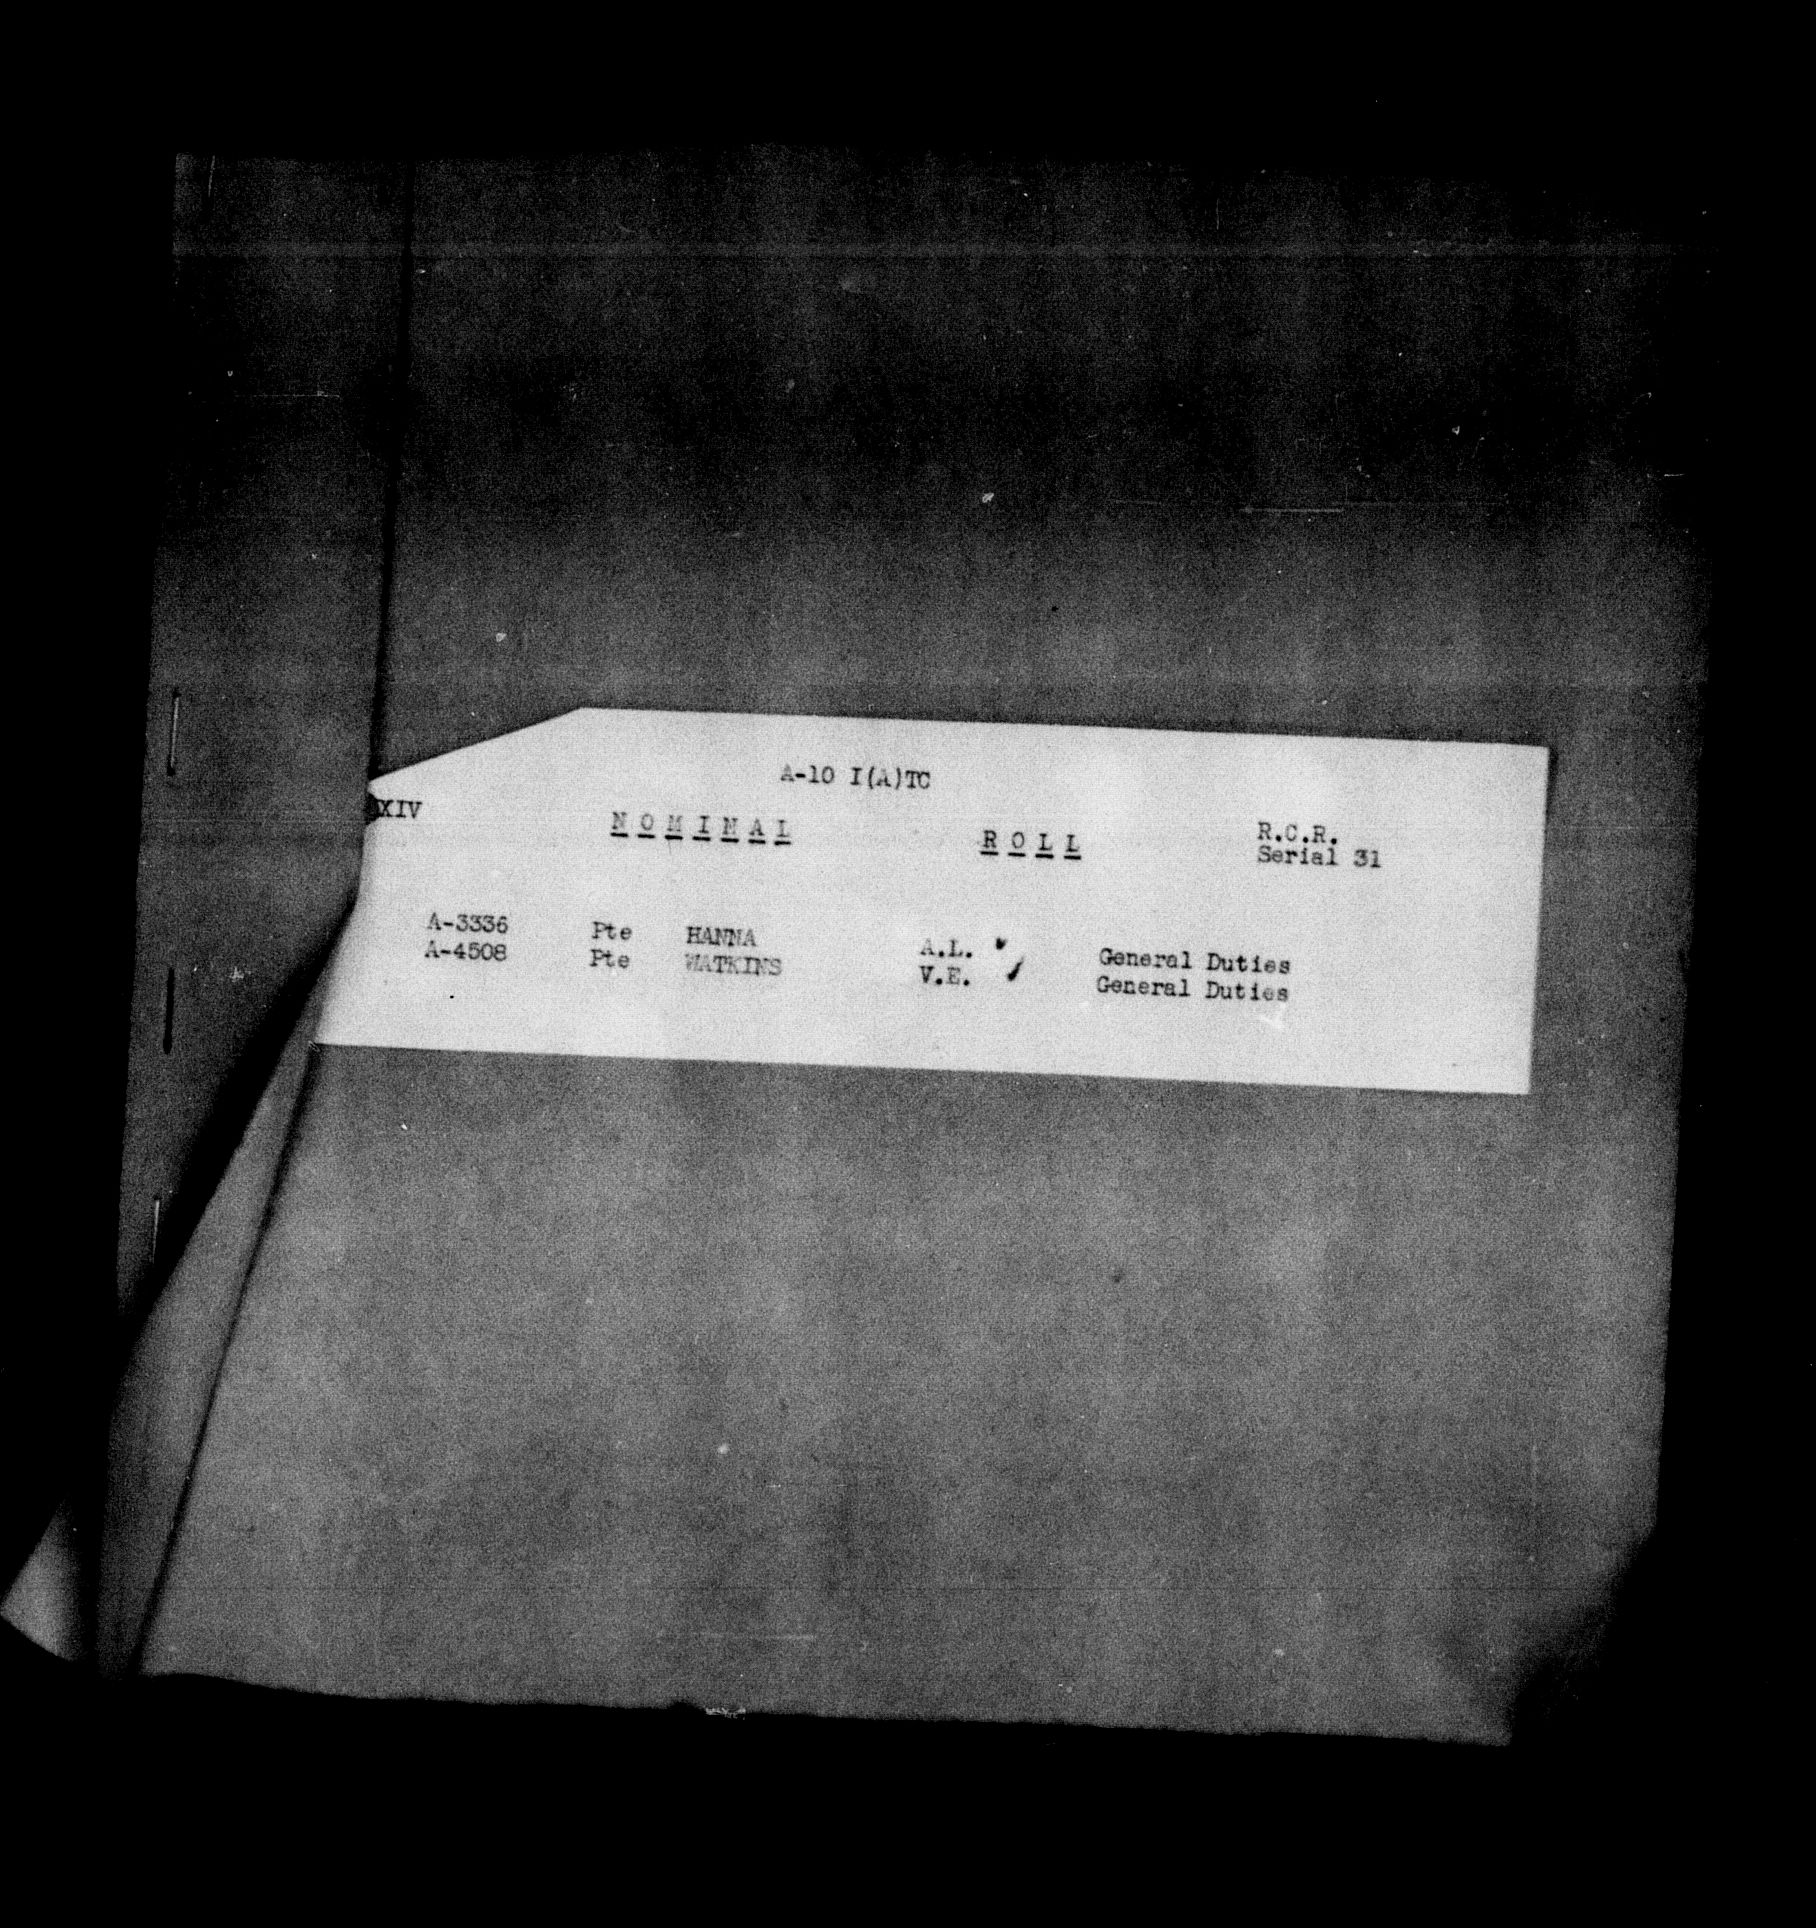 A-10 I(A)TC
XIV
NOMINAL ROLL R.C.R.
Serial 31
A-3336 Pte HANNA A.L. General Duties
A-4508 Pte WATKINS V.E. General Duties